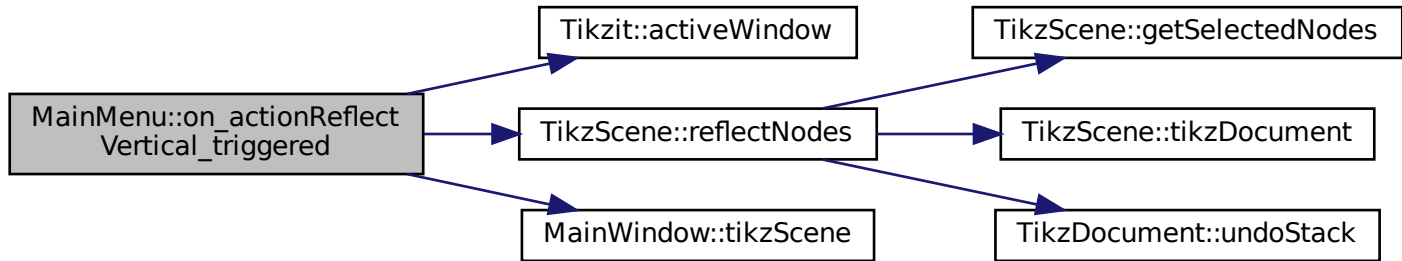 MainMenu::on_actionReflect
Vertical_triggered
Tikzit::activeWindow
TikzScene::reflectNodes
MainWindow::tikzScene
TikzScene::getSelectedNodes
TikzScene::tikzDocument
TikzDocument::undoStack